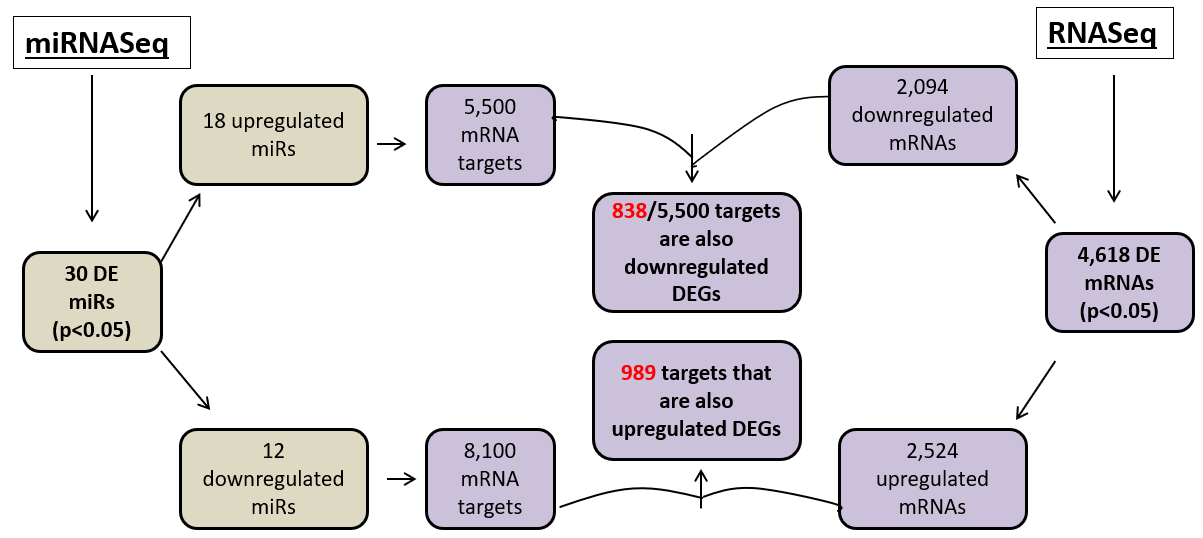 miRNASeq
RNASeq
18 upregulated
miRs
5,500
mRNA
targets
2,094
downregulated
mRNAs
838/5,500 targets
are also
downregulated
DEGs
30 DE
miRs
(p<0.05)
4,618 DE
mRNAs
(p<0.05)
989 targets that
are also
upregulated DEGs
12
downregulated
miRs
8,100
mRNA
targets
2,524
upregulated
mRNAs